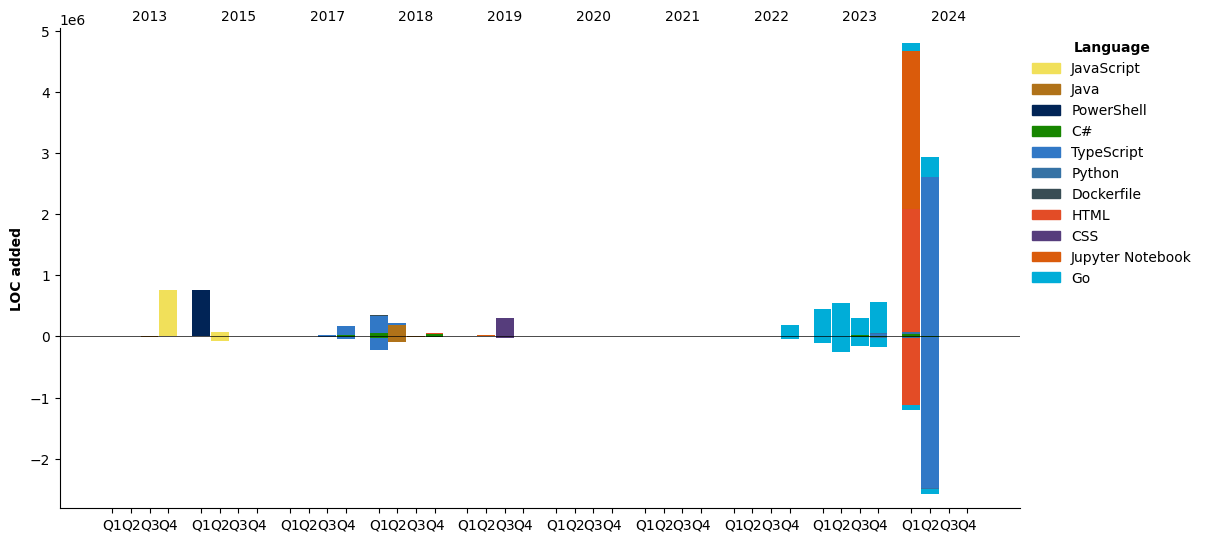 2013 2015 2017 2018 2019 2020 2021 2022 2023 2024
1e6
5
4
3
2
1
0
−1
−2
LOC added
Q1Q2Q3Q4 Q1Q2Q3Q4 Q1Q2Q3Q4 Q1Q2Q3Q4 Q1Q2Q3Q4 Q1Q2Q3Q4 Q1Q2Q3Q4 Q1Q2Q3Q4 Q1Q2Q3Q4 Q1Q2Q3Q4
Language
JavaScript
Java
PowerShell
C#
TypeScript
Python
Dockerfile
HTML
CSS
Jupyter Notebook
Go